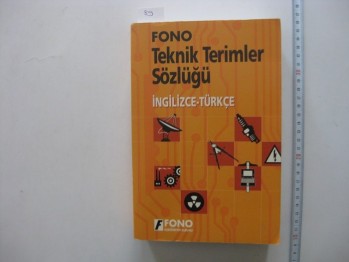 FONO
Teknik Terimler
Sözlüğü
İNGİLİZCE-TÜRKÇE
FONO